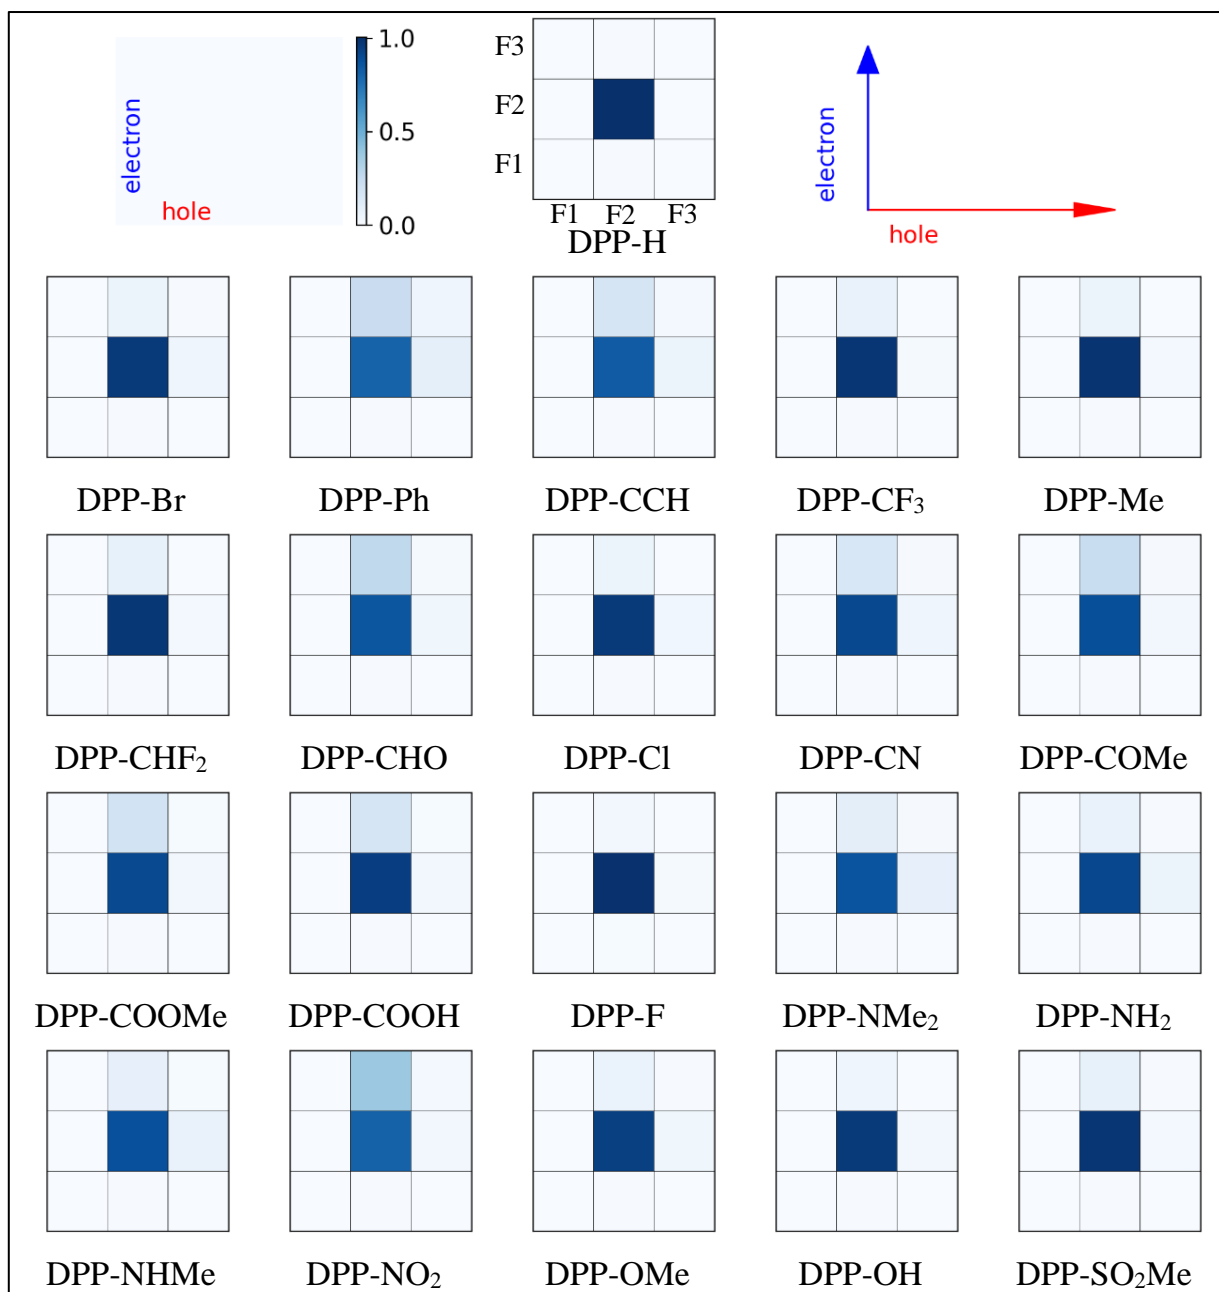 1.0
0.5
0.0
electron
hole
F3
F2
F1
F1 F2 F3
DPP-H
electron
hole
DPP-Br DPP-Ph DPP-CCH DPP-CF₃ DPP-Me
DPP-CHF₂ DPP-CHO DPP-Cl DPP-CN DPP-COMe
DPP-COOMe DPP-COOH DPP-F DPP-NMe₂ DPP-NH₂
DPP-NHMe DPP-NO₂ DPP-OMe DPP-OH DPP-SO₂Me